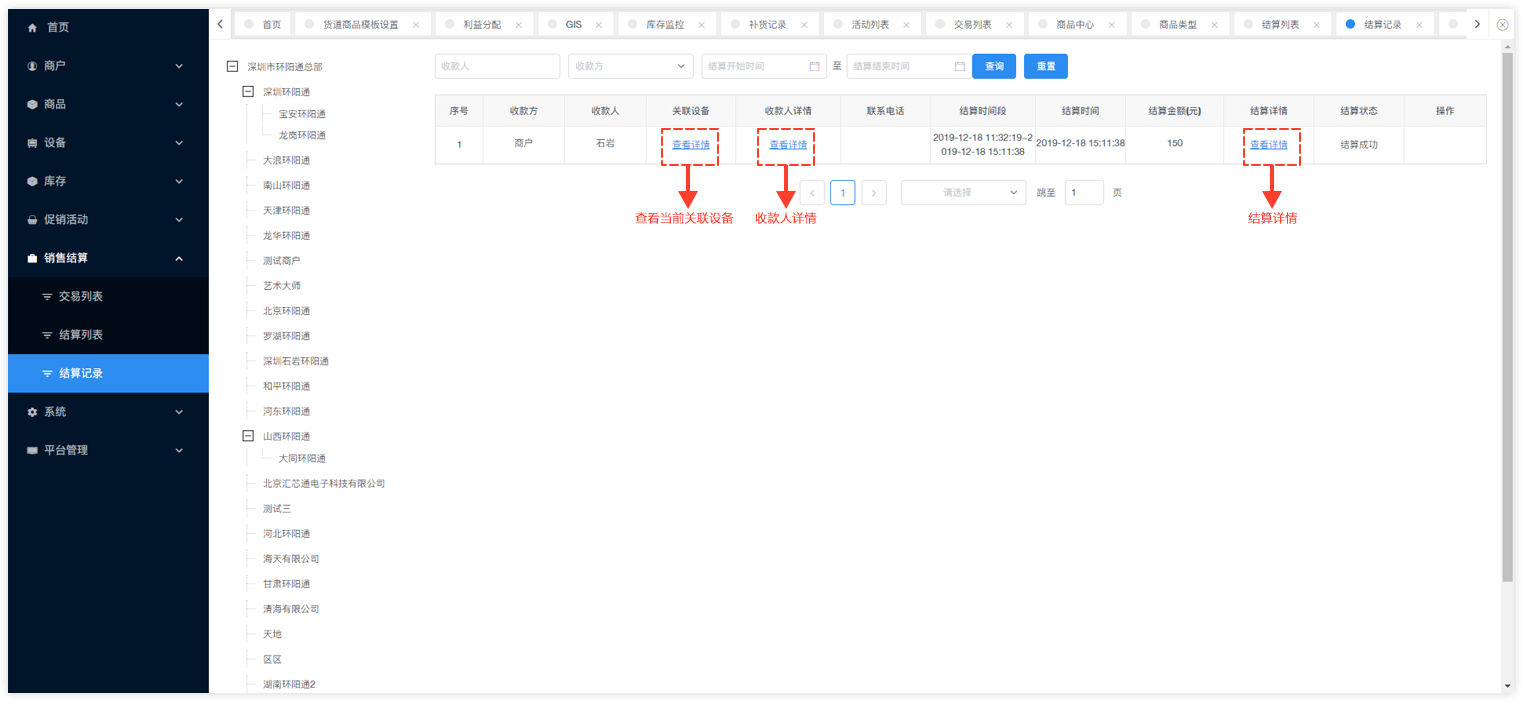 首页
商户
商品
设备
库存
促销活动
销售结算
交易列表
结算列表
结算记录
系统
平台管理
首页 货道商品模板设置 利益分配 GIS 库存监控 补货记录 活动列表 交易列表 商品中心 商品类型 结算列表 结算记录
深圳市环阳通总部
深圳环阳通
宝安环阳通
龙岗环阳通
大浪环阳通
南山环阳通
天津环阳通
龙华环阳通
测试商户
艺术大师
北京环阳通
罗湖环阳通
深圳石岩环阳通
和平环阳通
河东环阳通
山西环阳通
大同环阳通
北京汇芯通电子科技有限公司
测试三
河北环阳通
海天有限公司
甘肃环阳通
清海有限公司
天地
区区
湖南环阳通2
收款人 收款方 结算开始时间 至 结算结束时间 查询 重置
序号 收款方 收款人 关联设备 收款人详情 联系电话 结算时间段 结算时间 结算金额(元) 结算详情 结算状态 操作
1 商户 石岩 查看详情 查看详情 2019-12-18 11:32:19~2 2019-12-18 15:11:38 150 查看详情 结算成功
019-12-18 15:11:38
1 请选择 跳至 1 页
查看当前关联设备 收款人详情 结算详情